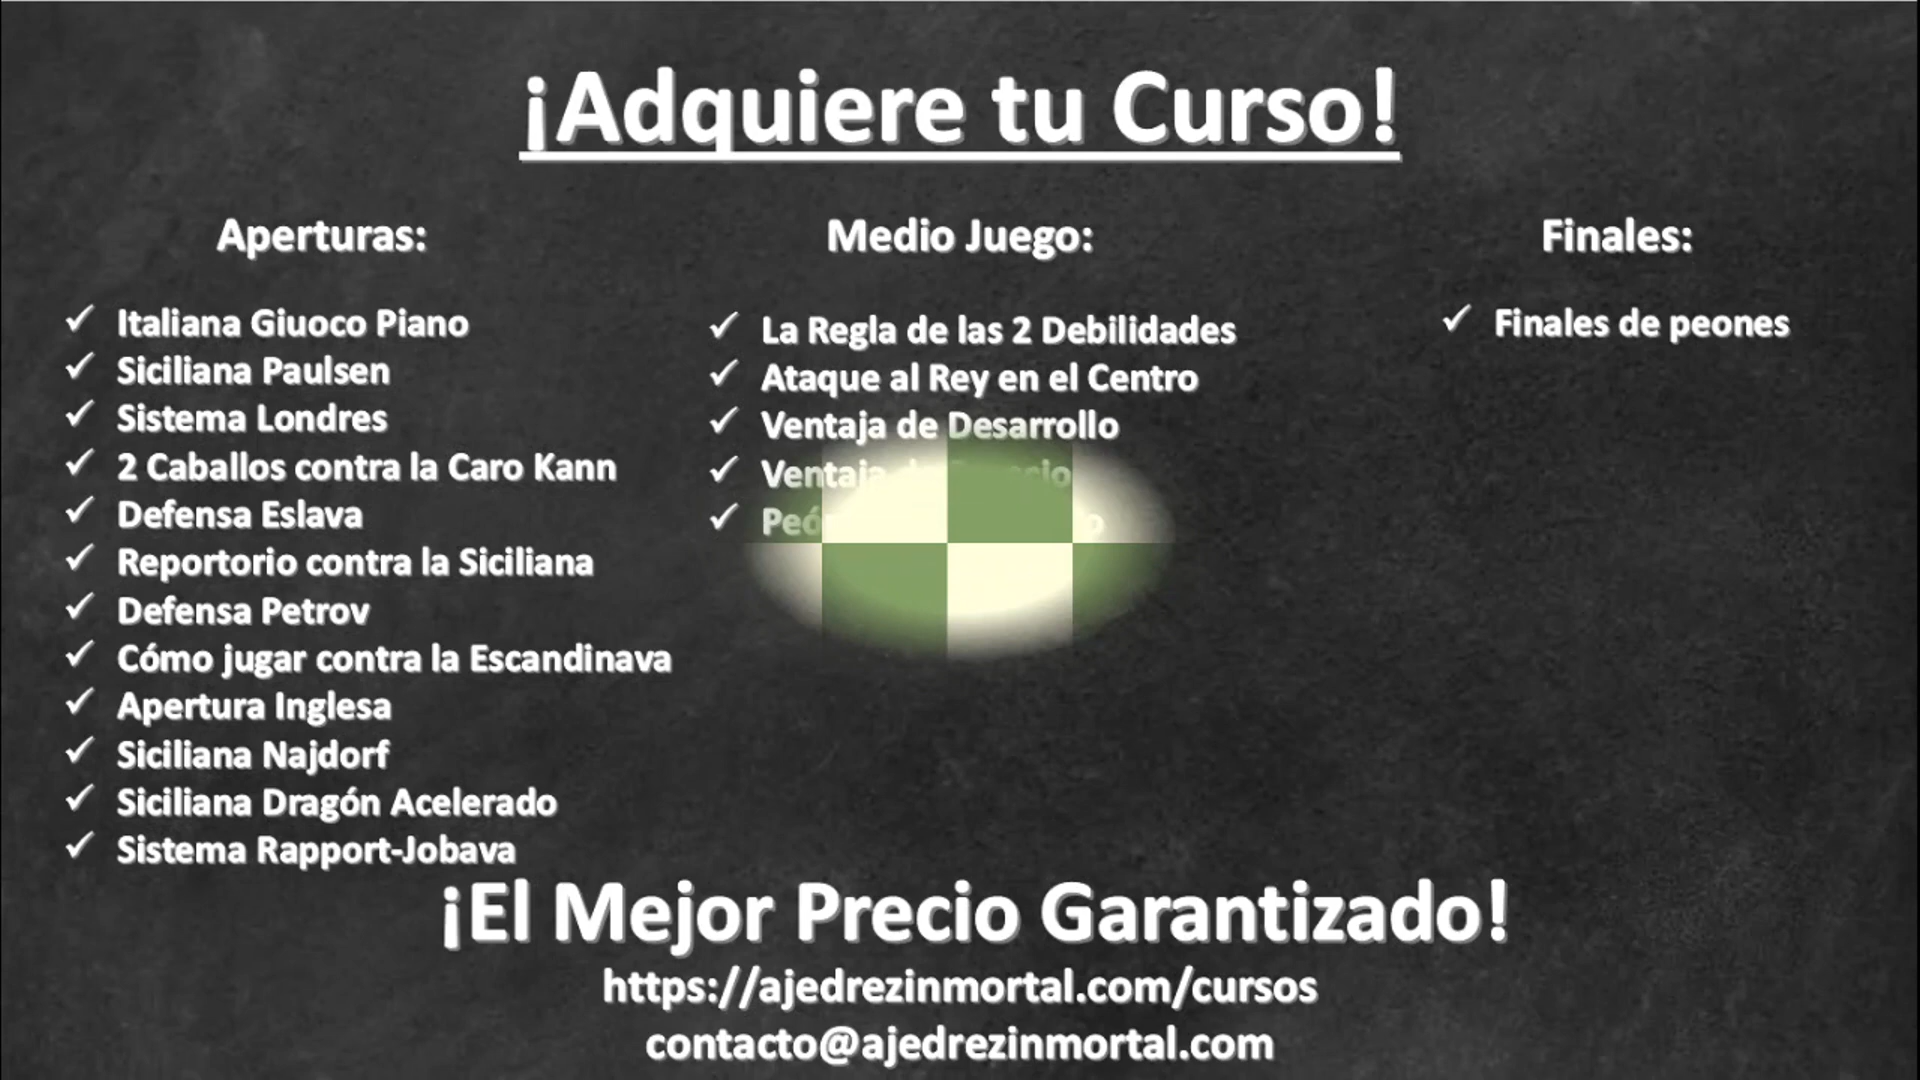 ¡Adquiere tu Curso!
Aperturas:
Italiana Giuoco Piano
Siciliana Paulsen
Sistema Londres
2 Caballos contra la Caro Kann
Defensa Eslava
Reportorio contra la Siciliana
Defensa Petrov
Cómo jugar contra la Escandinava
Apertura Inglesa
Siciliana Najdorf
Siciliana Dragón Acelerado
Sistema Rapport-Jobava
Medio Juego:
La Regla de las 2 Debilidades
Ataque al Rey en el Centro
Ventaja de Desarrollo
Ventaja
Finales:
Finales de peones
¡El Mejor Precio Garantizado!
https://ajedrezinmortal.com/cursos
contacto@ajedrezinmortal.com